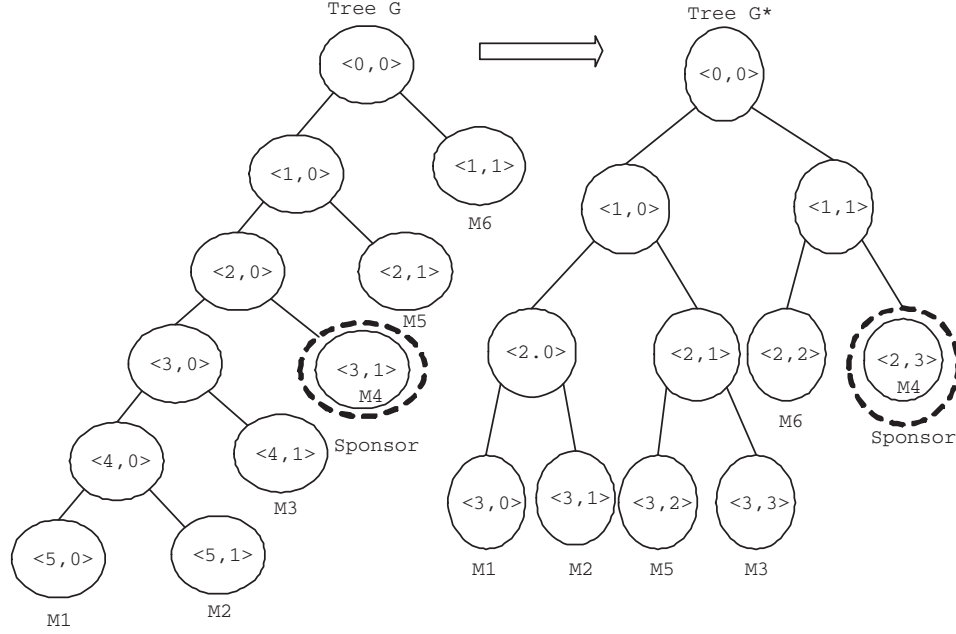 Tree G
<0,0>
<1,0>
<1,1>
M6
<2,0>
<2,1>
M5
<3,0>
<3,1>
M4
Sponsor
<4,0>
<4,1>
M3
<5,0>
<5,1>
M1
M2
Tree G*
<0,0>
<1,0>
<1,1>
<2.0>
<2,1>
<2,2>
<2,3>
M4
M6
Sponsor
<3,0>
<3,1>
<3,2>
<3,3>
M1
M2
M5
M3